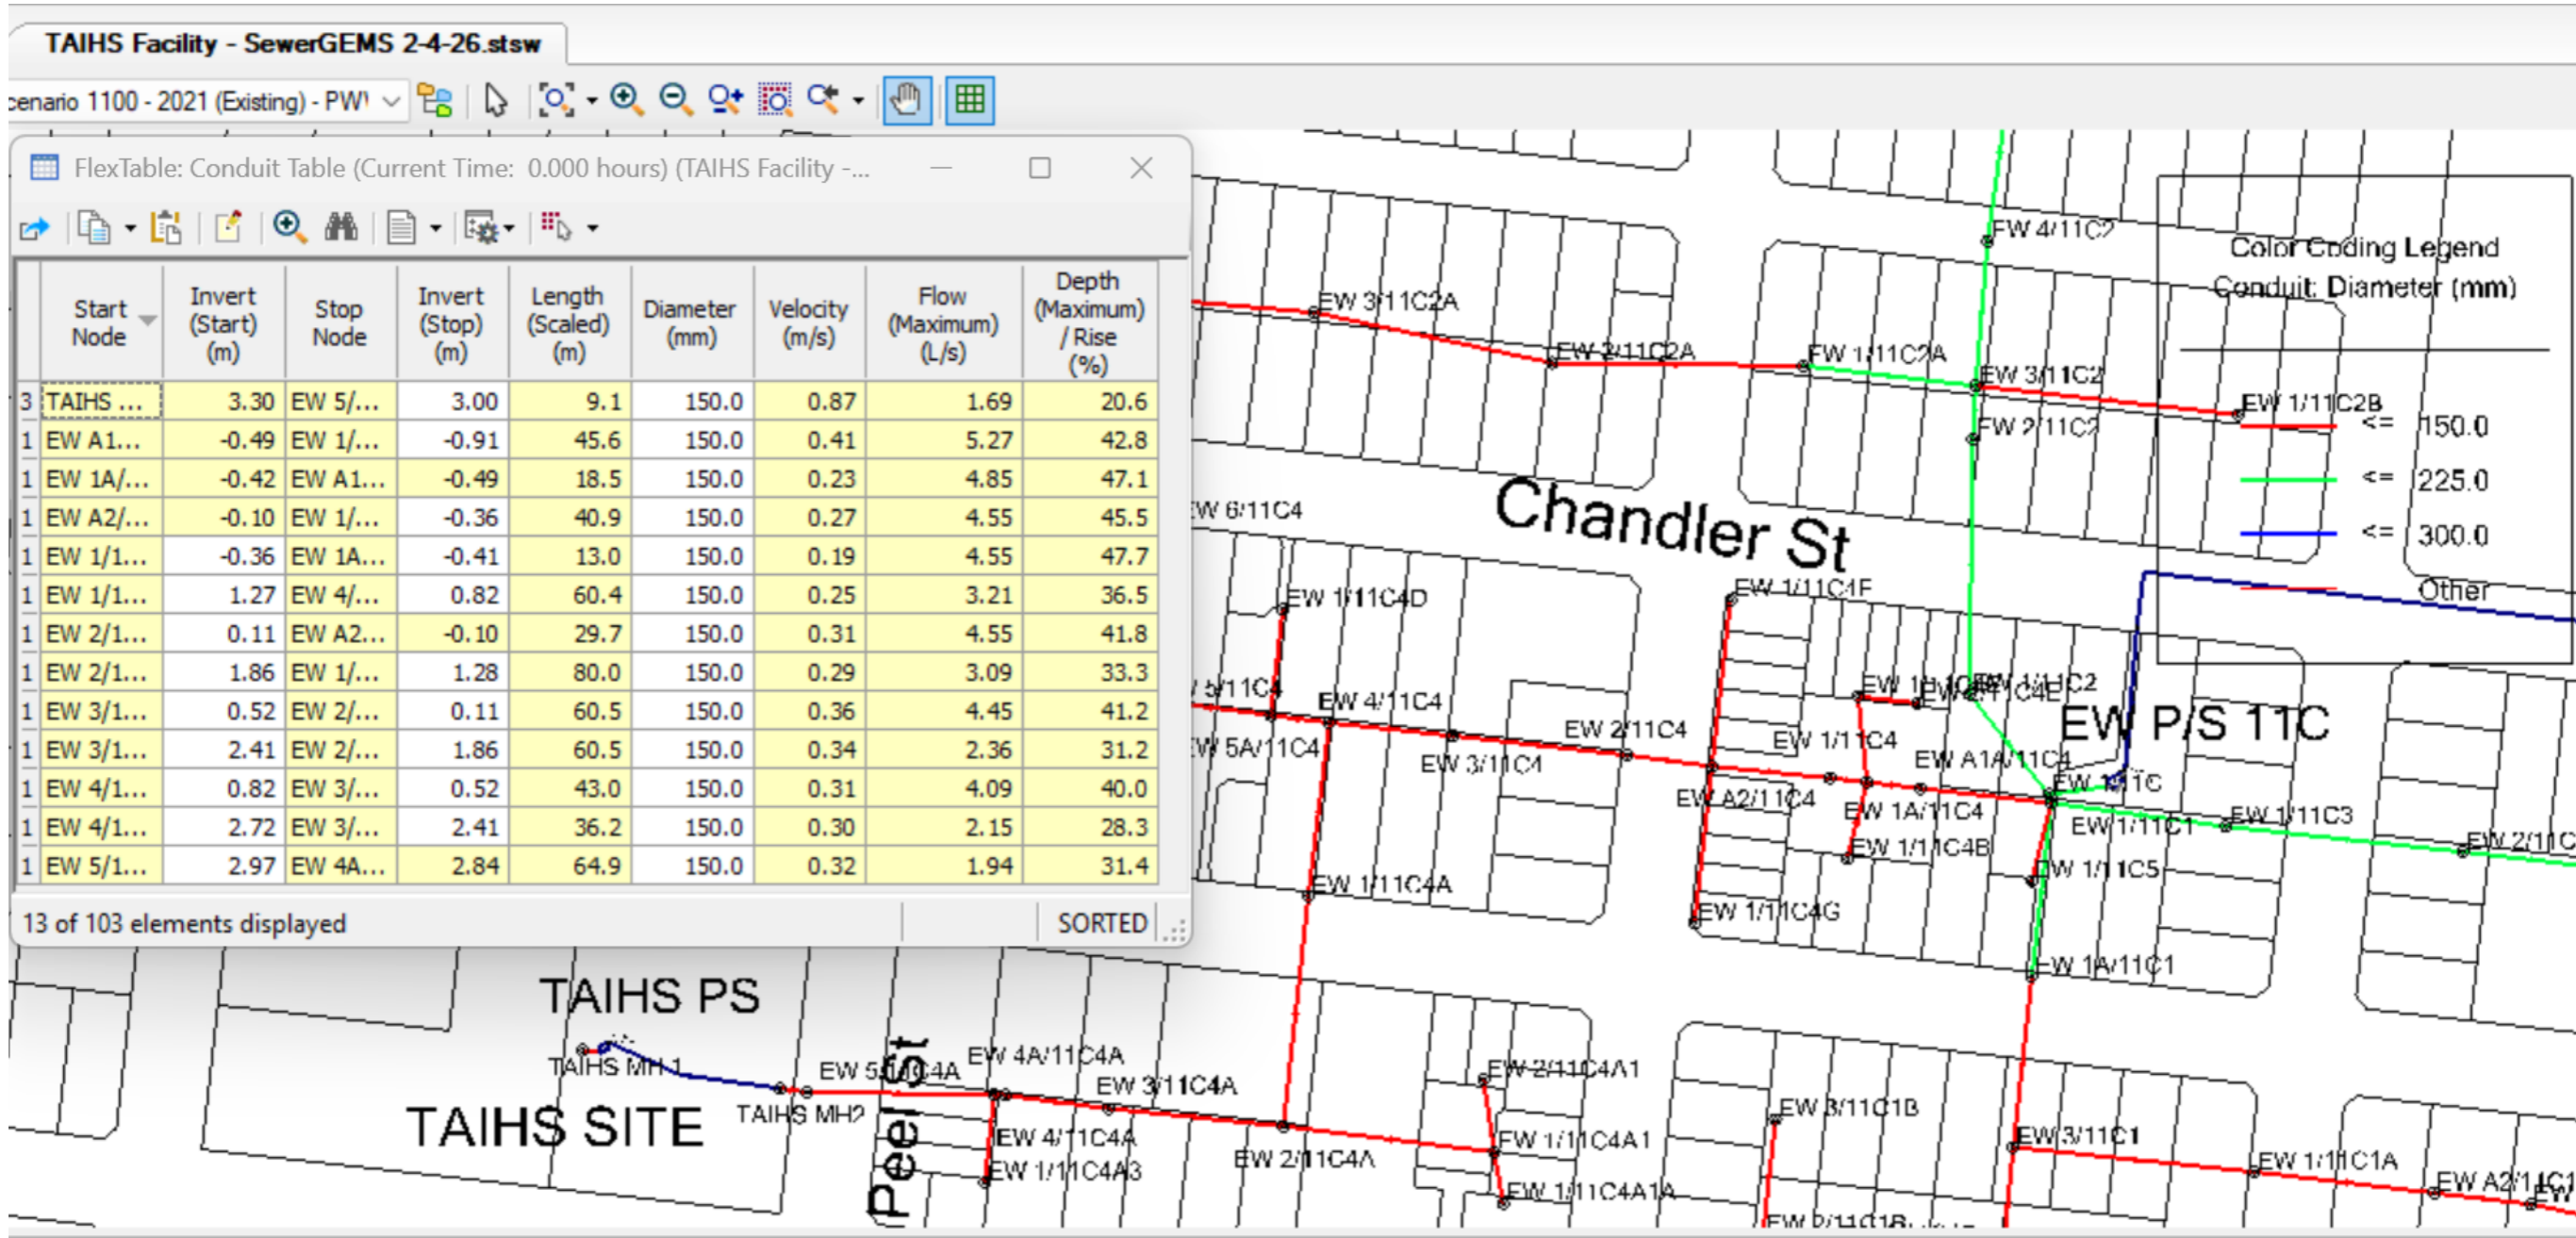 TAIHS Facility - SewerGEMS 2-4-26.stsw
cenario 1100 - 2021 (Existing) - PW
FlexTable: Conduit Table (Current Time: 0.000 hours) (TAIHS Facility -...
Start Node Invert (Start) (m) Stop Node Invert (Stop) (m) Length (Scaled) (m) Diameter (mm) Velocity (m/s) Flow (Maximum) (L/s) Depth (Maximum) / Rise (%)
3 TAIHS ... 3.30 EW 5/... 3.00 9.1 150.0 0.87 1.69 20.6
1 EW A1... -0.49 EW 1/... -0.91 45.6 150.0 0.41 5.27 42.8
1 EW 1A/... -0.42 EW A1... -0.49 18.5 150.0 0.23 4.85 47.1
1 EW A2/... -0.10 EW 1/... -0.36 40.9 150.0 0.27 4.55 45.5
1 EW 1/1... -0.36 EW 1A... -0.41 13.0 150.0 0.19 4.55 47.7
1 EW 1/1... 1.27 EW 4/... 0.82 60.4 150.0 0.25 3.21 36.5
1 EW 2/1... 0.11 EW A2... -0.10 29.7 150.0 0.31 4.55 41.8
1 EW 2/1... 1.86 EW 1/... 1.28 80.0 150.0 0.29 3.09 33.3
1 EW 3/1... 0.52 EW 2/... 0.11 60.5 150.0 0.36 4.45 41.2
1 EW 3/1... 2.41 EW 2/... 1.86 60.5 150.0 0.34 2.36 31.2
1 EW 4/1... 0.82 EW 3/... 0.52 43.0 150.0 0.31 4.09 40.0
1 EW 4/1... 2.72 EW 3/... 2.41 36.2 150.0 0.30 2.15 28.3
1 EW 5/1... 2.97 EW 4A... 2.84 64.9 150.0 0.32 1.94 31.4
13 of 103 elements displayed
SORTED
EW 4/11C2
Color Coding Legend
Conduit: Diameter (mm)
<= 150.0
<= 225.0
<= 300.0
Other
EW 3/11C2A
EW 2/11C2A
EW 1/11C2A
EW 3/11C2
EW 1/11C2B
EW 2/11C2
EW 6/11C4
Chandler St
EW 1/11C4D
EW 1/11C4F
5/11C4
EW 4/11C4
EW 2/11C4
EW 1/11C4
EW P/S 11C
EW 5A/11C4
EW 3/11C4
EW A1A/11C4
EW 1/11C
EW A2/11C4
EW 1A/11C4
EW 1/11C1
EW 1/11C3
EW 2/11C
EW 1/11C4B
EW 1/11C5
EW 1/11C4A
EW 1/11C4G
EW 1A/11C1
TAIHS PS
TAIHS MH 1
EW 5/11C4A
EW 4A/11C4A
EW 3/11C4A
EW 2/11C4A1
TAIHS MH2
TAIHS SITE
Peel St
EW 4/11C4A
EW 1/11C4A3
EW 2/11C4A
EW 1/11C4A1
EW 1/11C4A1A
EW 3/11C1B
EW 3/11C1
EW 1/11C1A
EW A2/11C1
EW 2/11C1B